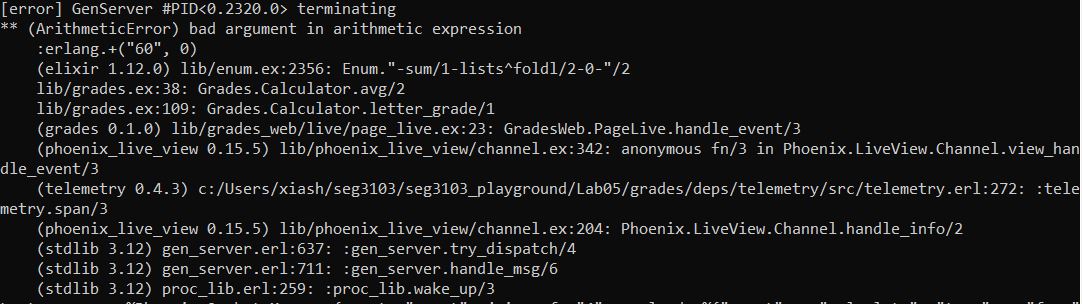 [error] GenServer #PID<0.2320.0> terminating
** (ArithmeticError) bad argument in arithmetic expression
    :erlang.+("60", 0)
    (elixir 1.12.0) lib/enum.ex:2356: Enum."-sum/1-lists^foldl/2-0-"/2
    lib/grades.ex:38: Grades.Calculator.avg/2
    lib/grades.ex:109: Grades.Calculator.letter_grade/1
    (grades 0.1.0) lib/grades_web/live/page_live.ex:23: GradesWeb.PageLive.handle_event/3
    (phoenix_live_view 0.15.5) lib/phoenix_live_view/channel.ex:342: anonymous fn/3 in Phoenix.LiveView.Channel.view_han
dle_event/3
    (telemetry 0.4.3) c:/Users/xiash/seg3103/seg3103_playground/Lab05/grades/deps/telemetry/src/telemetry.erl:272: :tele
metry.span/3
    (phoenix_live_view 0.15.5) lib/phoenix_live_view/channel.ex:204: Phoenix.LiveView.Channel.handle_info/2
    (stdlib 3.12) gen_server.erl:637: :gen_server.try_dispatch/4
    (stdlib 3.12) gen_server.erl:711: :gen_server.handle_msg/6
    (stdlib 3.12) proc_lib.erl:259: :proc_lib.wake_up/3